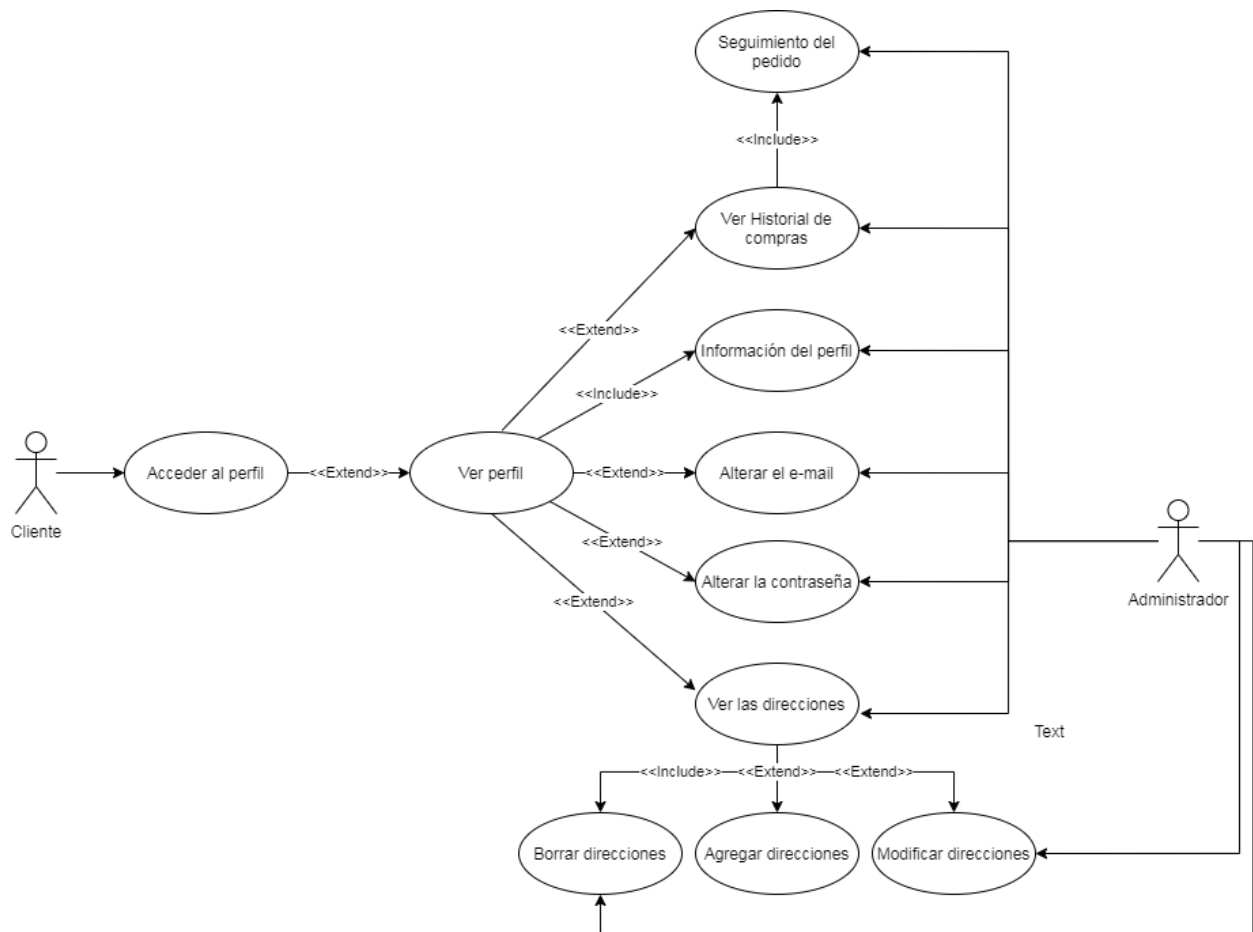 Seguimiento del
pedido
<<Include>>
Ver Historial de
compras
<<Extend>>
Información del perfil
<<Include>>
Acceder al perfil
<<Extend>>
Ver perfil
<<Extend>>
Alterar el e-mail
Cliente
<<Extend>>
Alterar la contraseña
Administrador
<<Extend>>
Ver las direcciones
Text
<<Include>>
<<Extend>>
<<Extend>>
Borrar direcciones
Agregar direcciones
Modificar direcciones